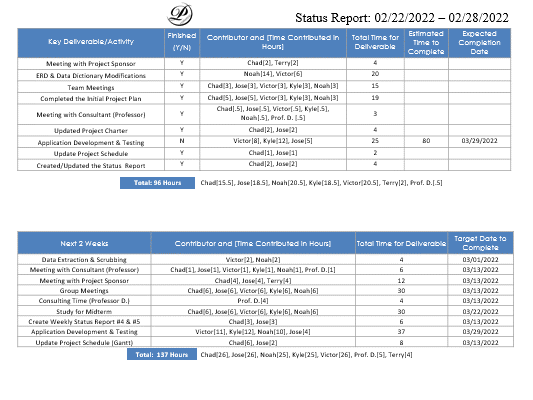 P
Status Report: 02/22/2022 – 02/28/2022
Key Deliverable/Activity Finished (Y/N) Contributor and [Time Contributed in Hours] Total Time for Deliverable Estimated Time to Complete Expected Completion Date
Meeting with Project Sponsor Y Chad[2], Terry[2] 4
ERD & Data Dictionary Modifications Y Noah[14], Victor[6] 20
Team Meetings Y Chad[3], Jose[3], Victor[3], Kyle[3], Noah[3] 15
Completed the Initial Project Plan Y Chad[5], Jose[5], Victor[3], Kyle[3], Noah[3] 19
Meeting with Consultant (Professor) Y Chad[.5], Jose[.5], Victor[.5], Kyle[.5], Noah[.5], Prof. D. [.5] 3
Updated Project Charter Y Chad[2], Jose[2] 4
Application Development & Testing N Victor[8], Kyle[12], Jose[5] 25 80 03/29/2022
Update Project Schedule Y Chad[1], Jose[1] 2
Created/Updated the Status Report Y Chad[2], Jose[2] 4
Total: 96 Hours Chad[15.5], Jose[18.5], Noah[20.5], Kyle[18.5], Victor[20.5], Terry[2], Prof. D.[.5]
Next 2 Weeks Contributor and [Time Contributed in Hours] Total Time for Deliverable Target Date to Complete
Data Extraction & Scrubbing Victor[2], Noah[2] 4 03/01/2022
Meeting with Consultant (Professor) Chad[1], Jose[1], Victor[1], Kyle[1], Noah[1], Prof. D.[1] 6 03/13/2022
Meeting with Project Sponsor Chad[4], Jose[4], Terry[4] 12 03/13/2022
Group Meetings Chad[6], Jose[6], Victor[6], Kyle[6], Noah[6] 30 03/13/2022
Consulting Time (Professor D.) Prof. D.[4] 4 03/13/2022
Study for Midterm Chad[6], Jose[6], Victor[6], Kyle[6], Noah[6] 30 03/22/2022
Create Weekly Status Report #4 & #5 Chad[3], Jose[3] 6 03/13/2022
Application Development & Testing Victor[11], Kyle[12], Noah[10], Jose[4] 37 03/29/2022
Update Project Schedule (Gantt) Chad[6], Jose[2] 8 03/13/2022
Total: 137 Hours Chad[26], Jose[26], Noah[25], Kyle[25], Victor[26], Prof. D.[5], Terry[4]